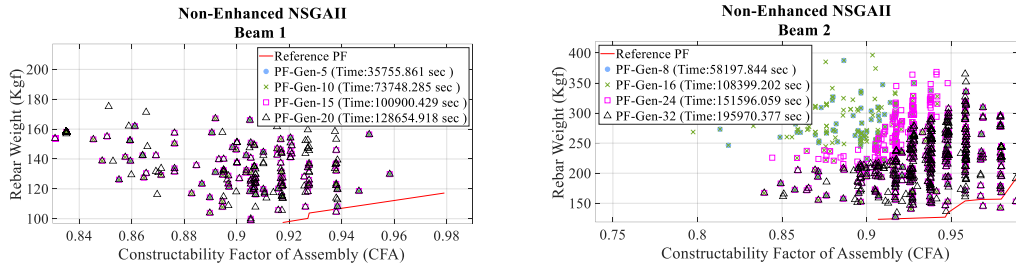 Non-Enhanced NSGAII
Beam 1
Rebar Weight (Kgf)
200
180
160
140
120
100
Reference PF
PF-Gen-5 (Time:35755.861 sec )
PF-Gen-10 (Time:73748.285 sec )
PF-Gen-15 (Time:100900.429 sec )
PF-Gen-20 (Time:128654.918 sec )
0.84 0.86 0.88 0.9 0.92 0.94 0.96 0.98
Constructability Factor of Assembly (CFA)
Non-Enhanced NSGAII
Beam 2
Rebar Weight (Kgf)
400
350
300
250
200
150
100
Reference PF
PF-Gen-8 (Time:58197.844 sec )
PF-Gen-16 (Time:108399.202 sec )
PF-Gen-24 (Time:151596.059 sec )
PF-Gen-32 (Time:195970.377 sec )
0.75 0.8 0.85 0.9 0.95
Constructability Factor of Assembly (CFA)